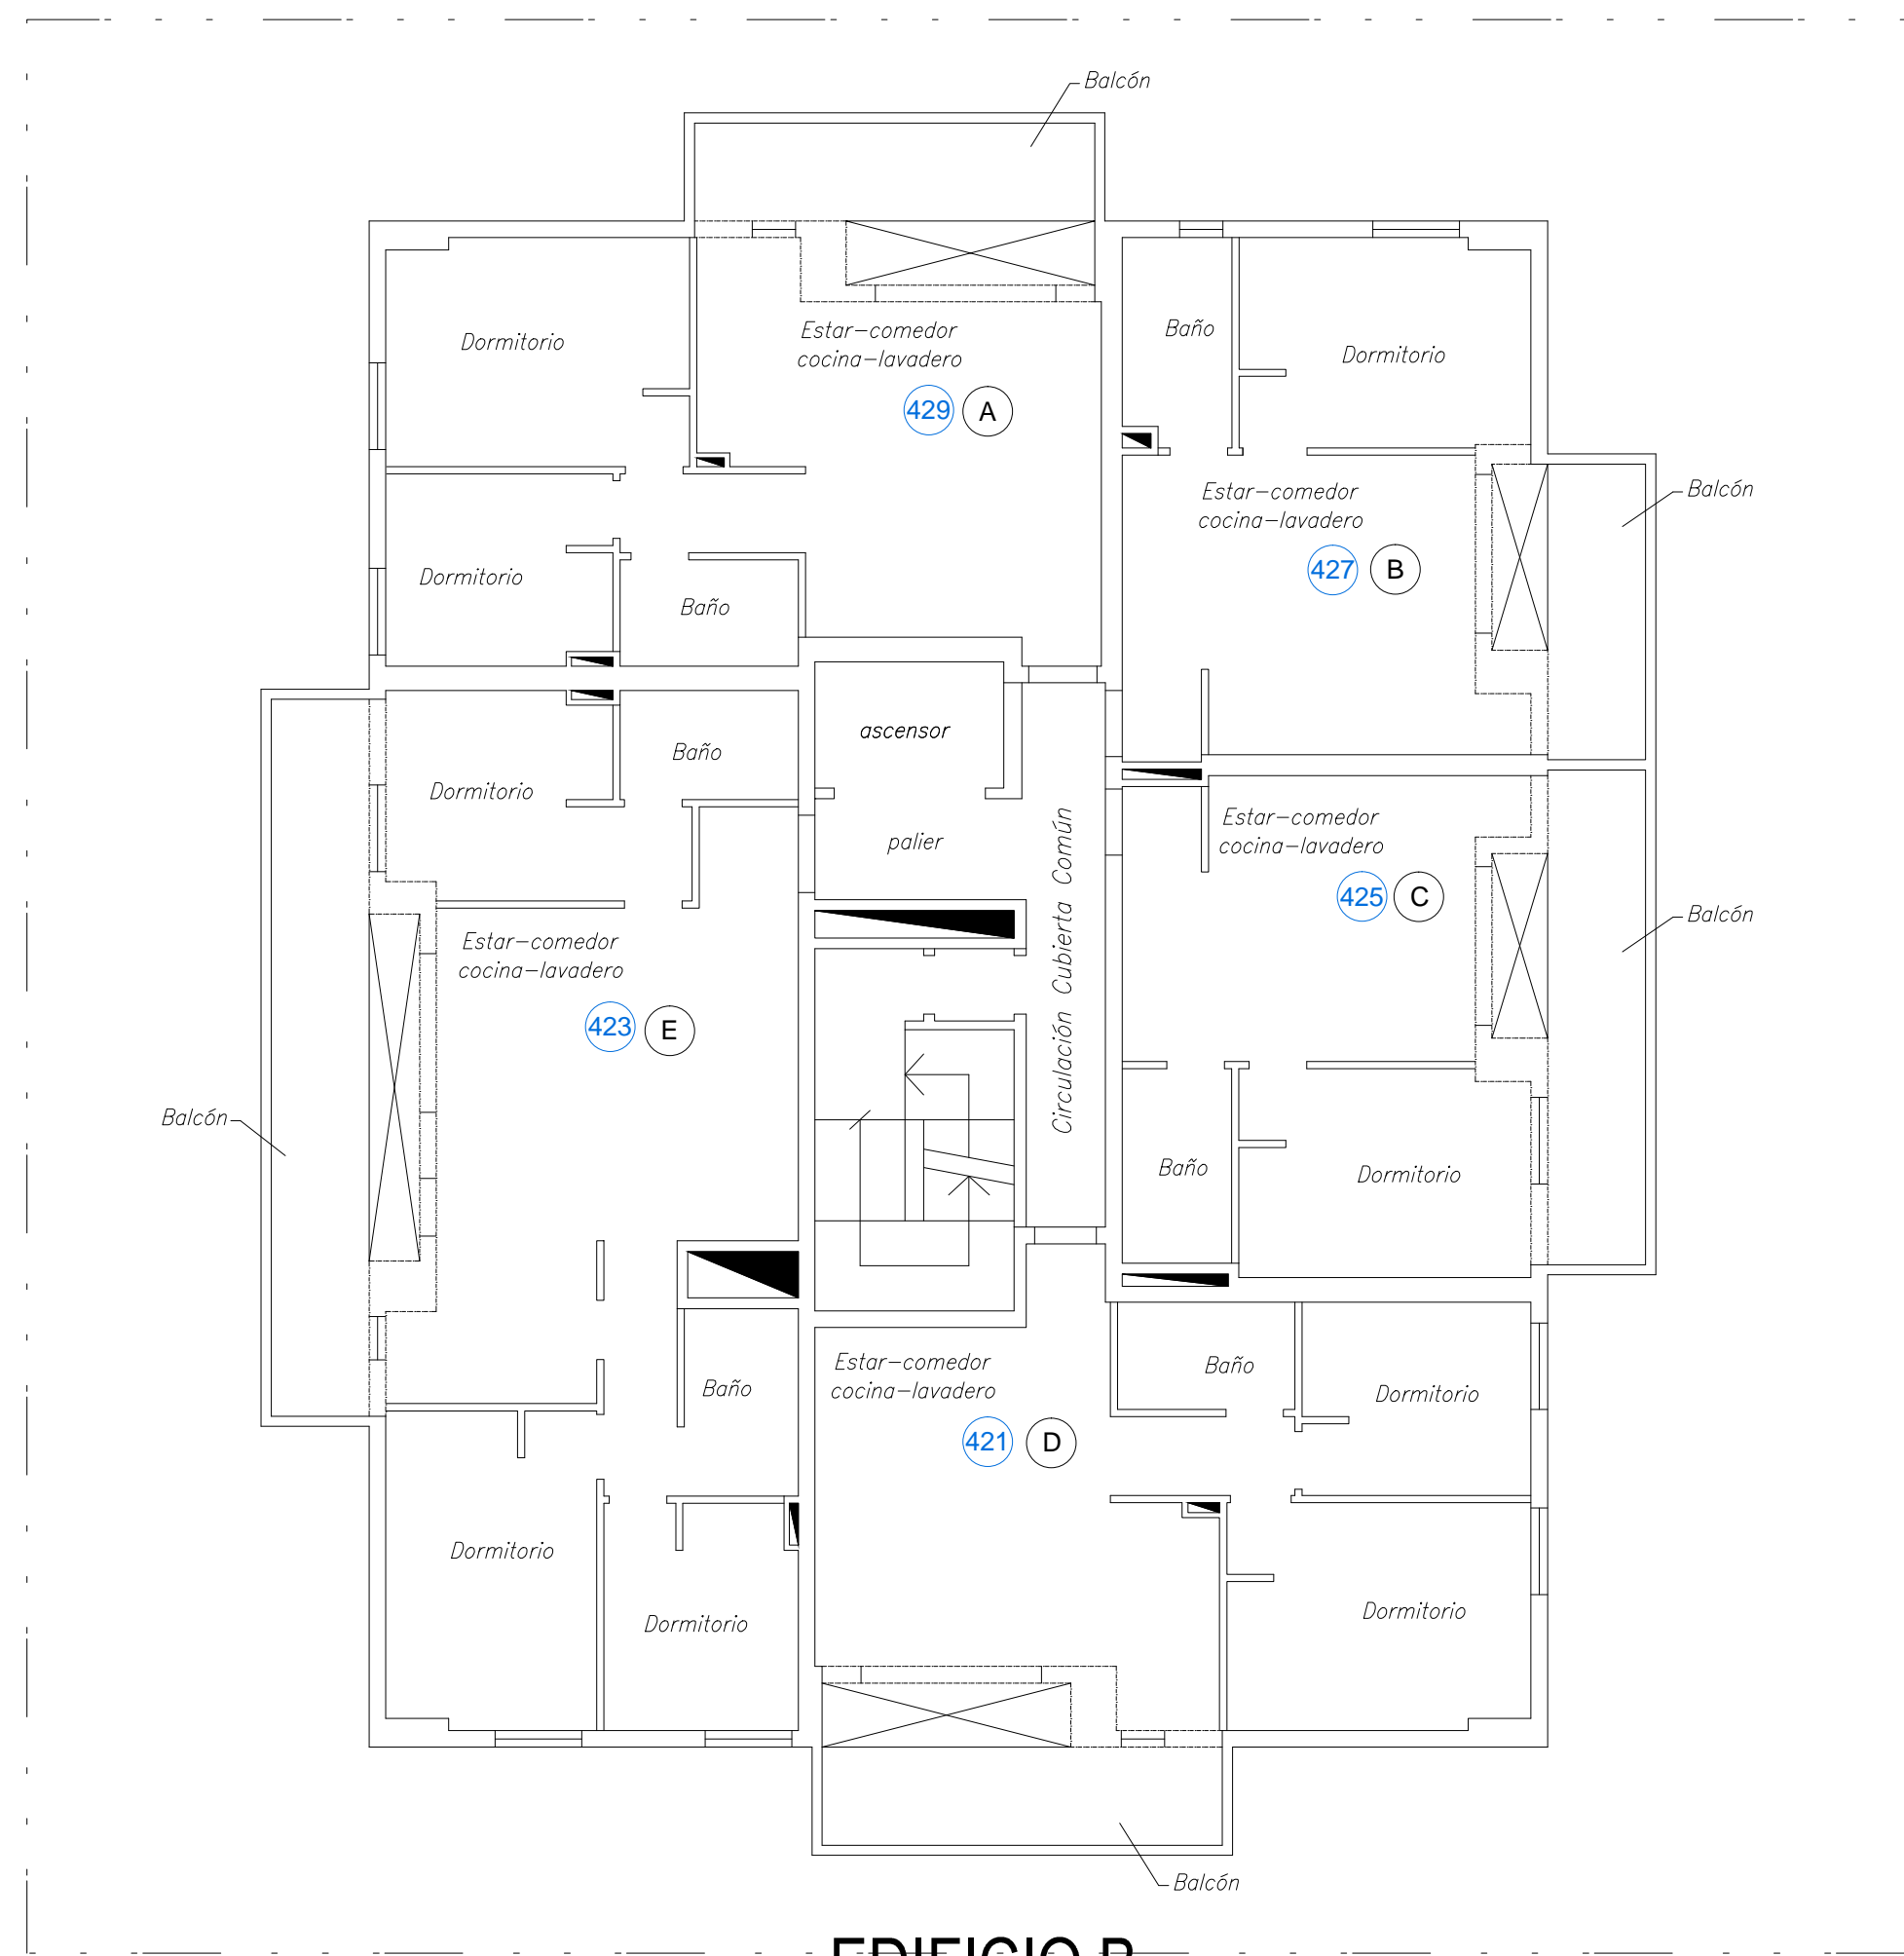 Balcón
Baño
Dormitorio
Estar-comedor
cocina-lavadero
Dormitorio
429 A
Balcón
Estar-comedor
cocina-lavadero
427 B
Dormitorio
Baño
ascensor
Baño
Dormitorio
palier
Circulación Cubierta Común
Estar-comedor
cocina-lavadero
425 C
Balcón
Estar-comedor
cocina-lavadero
423 E
Balcón
Baño
Dormitorio
Estar-comedor
cocina-lavadero
Baño
Dormitorio
Baño
421 D
Dormitorio
Dormitorio
Dormitorio
Balcón
EDIFICIO B